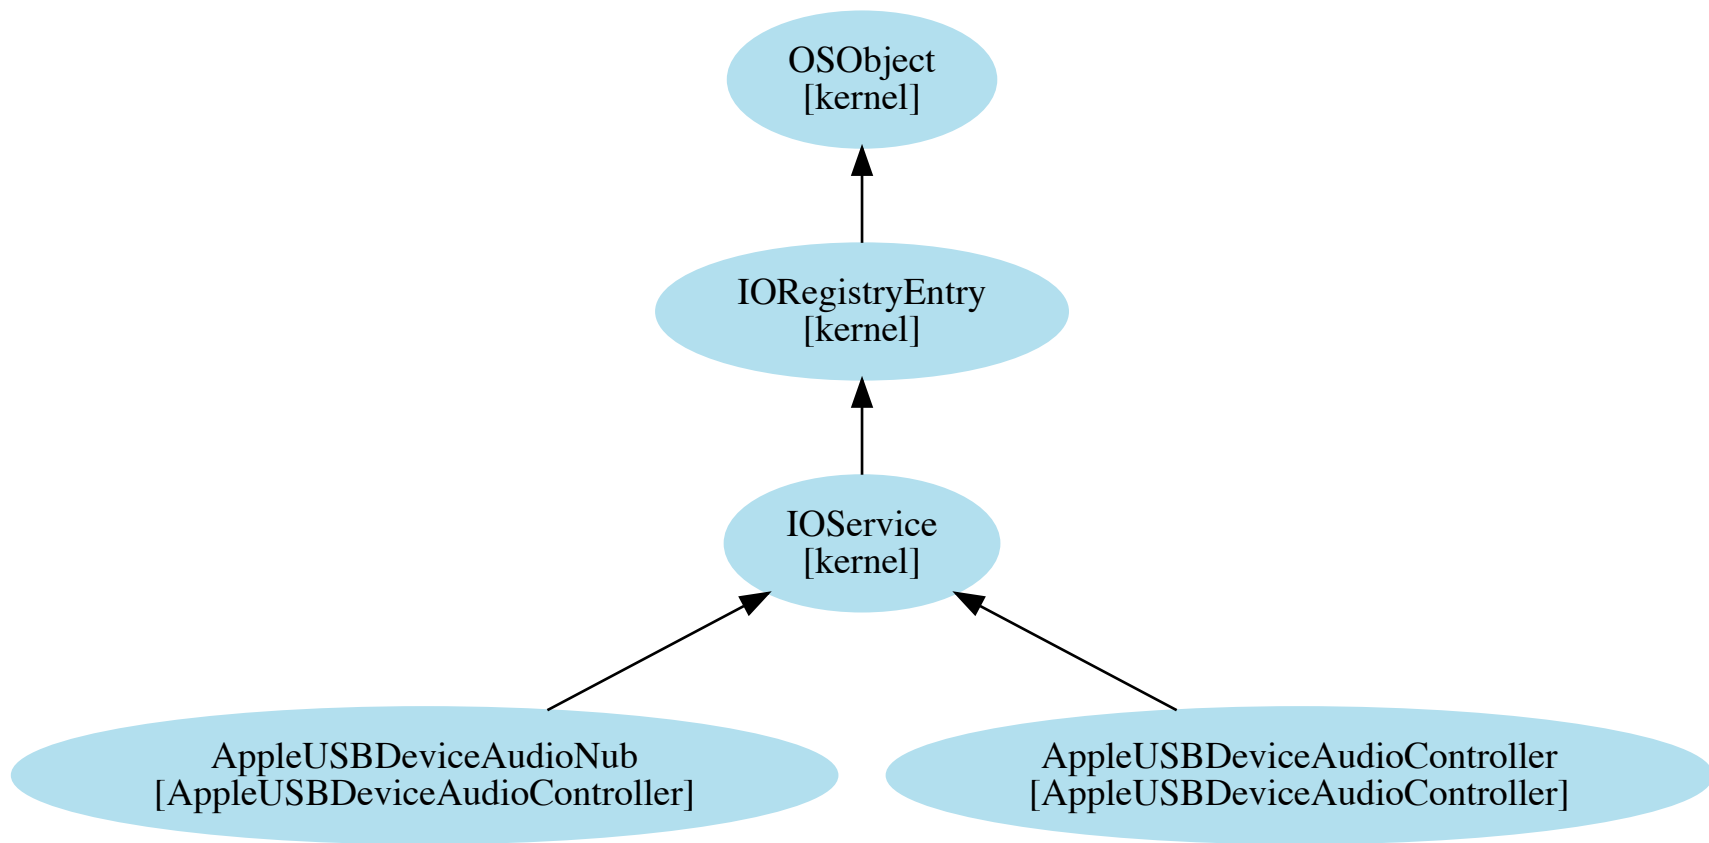 OSObject
[kernel]
IORegistryEntry
[kernel]
IOService
[kernel]
AppleUSBDeviceAudioNub
[AppleUSBDeviceAudioController]
AppleUSBDeviceAudioController
[AppleUSBDeviceAudioController]